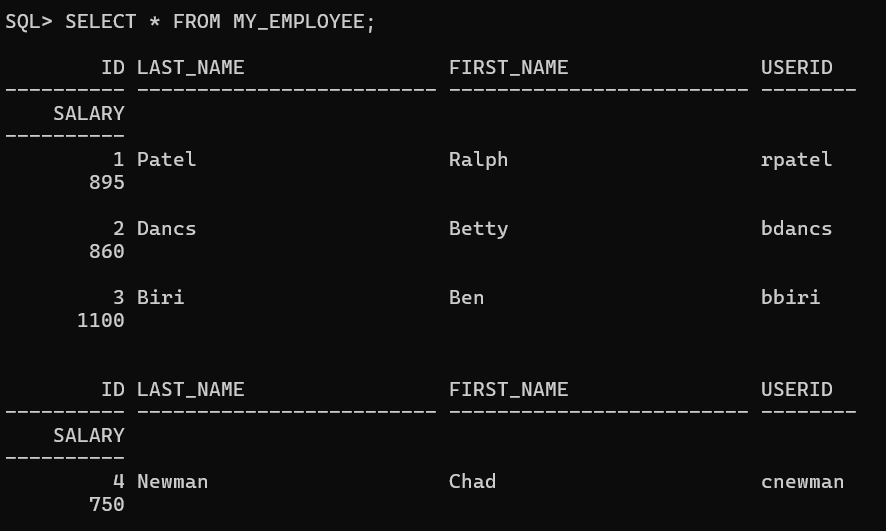 SQL> SELECT * FROM MY_EMPLOYEE;
        ID LAST_NAME                 FIRST_NAME                USERID
---------- ------------------------- ------------------------- --------
    SALARY
----------
         1 Patel                     Ralph                     rpatel
       895
         2 Dancs                     Betty                     bdancs
       860
         3 Biri                      Ben                       bbiri
      1100
        ID LAST_NAME                 FIRST_NAME                USERID
---------- ------------------------- ------------------------- --------
    SALARY
----------
         4 Newman                    Chad                      cnewman
       750